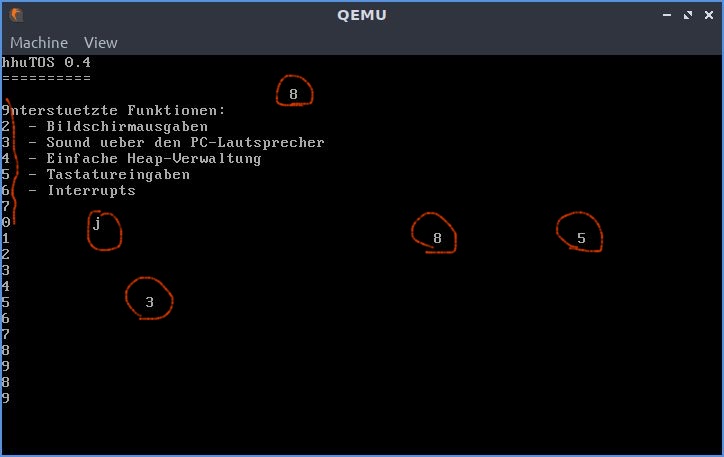 QEMU
Machine View
hhuTOS 0.4
==========
8
9nterstuetzte Funktionen:
2 - Bildschirmausgaben
3 - Sound ueber den PC-Lautsprecher
4 - Einfache Heap-Verwaltung
5 - Tastatureingaben
6 - Interrupts
7
0 j
1 8 5
2
3
4
5 3
6
7
8
9
8
9